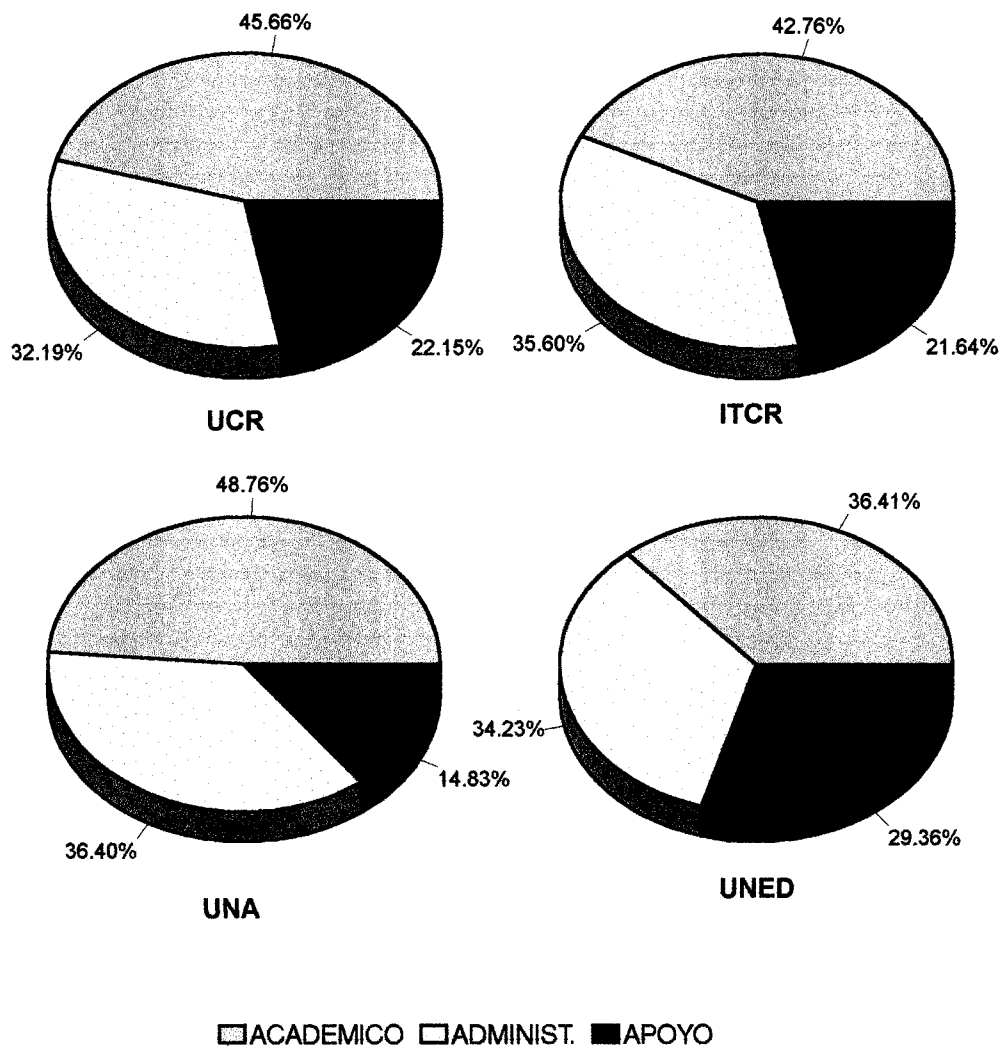 45.66%
42.76%
32.19%
22.15%
35.60%
21.64%
UCR
ITCR
48.76%
36.41%
34.23%
14.83%
36.40%
29.36%
UNA
UNED
ACADEMICO ADMINIST. APOYO